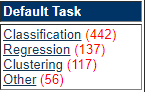 Default Task
Classification (442)
Regression (137)
Clustering (117)
Other (56)